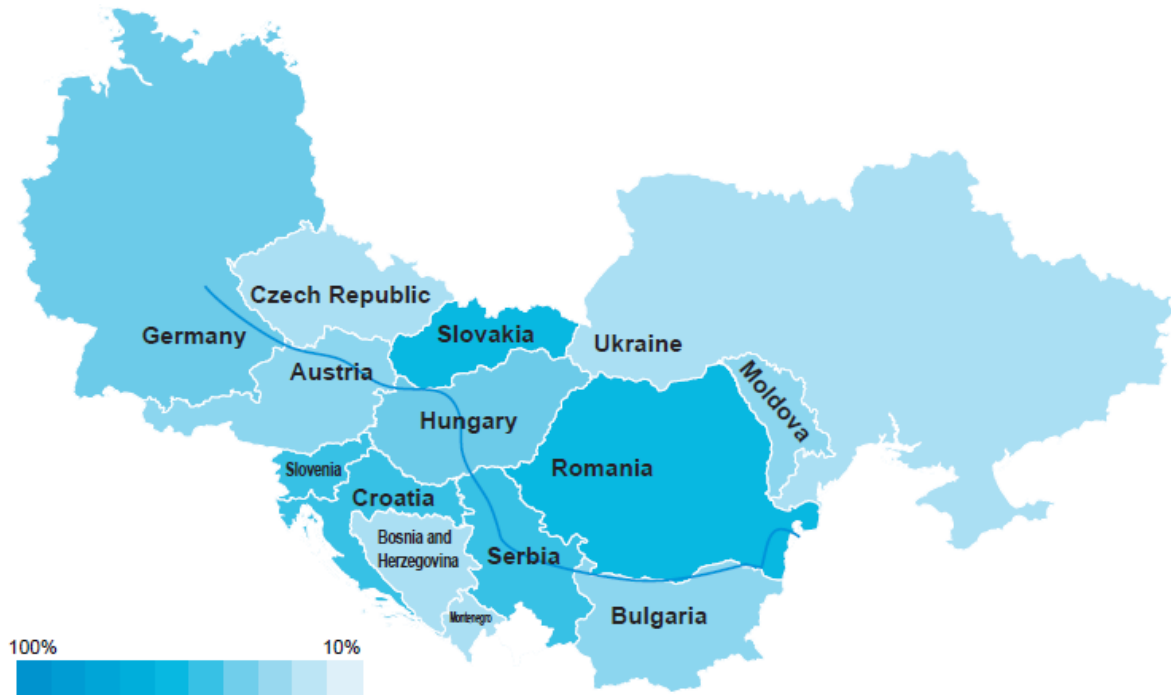 Czech Republic
Germany
Slovakia
Ukraine
Austria
Moldova
Hungary
Slovenia
Romania
Croatia
Bosnia and
Herzegovina
Serbia
Montenegro
Bulgaria
100%
10%